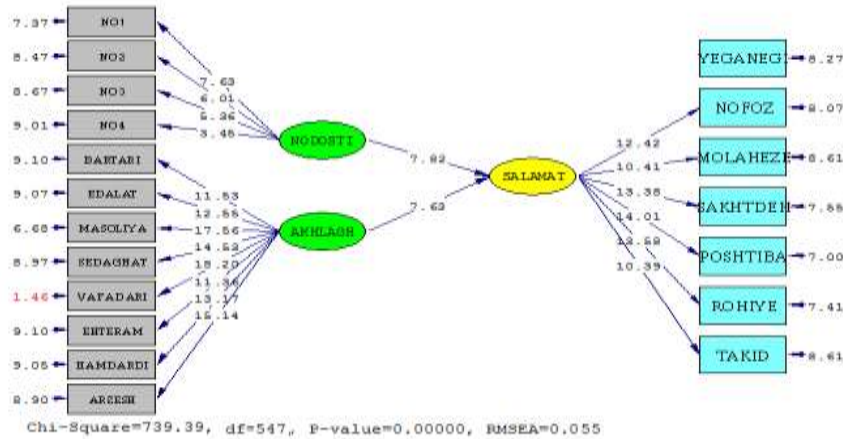 7.37 NO1
8.47 NO2
8.67 NO3
9.01 NO4
9.10 BARTARI
9.07 EDALAT
6.68 MASOLIYA
8.97 SEDAGHAT
1.46 VAFADARI
9.10 EHTERAM
9.05 HAMDARDI
8.90 ARZESH
7.63
6.01
5.36
3.45
NODOSTI
11.53
12.55
17.56
14.53
18.20
11.36
13.17
15.14
AKHLAGH
7.82
7.63
SALAMAT
12.42
10.41
13.38
14.01
10.39
YEGANEGI 8.27
NOFOZ 8.07
MOLAHEZE 8.61
SAKHTDEH 7.55
POSHTIBA 7.00
ROHIYE 7.41
TAKID 8.61
Chi-Square=739.39, df=547,, P-value=0.00000, RMSEA=0.055